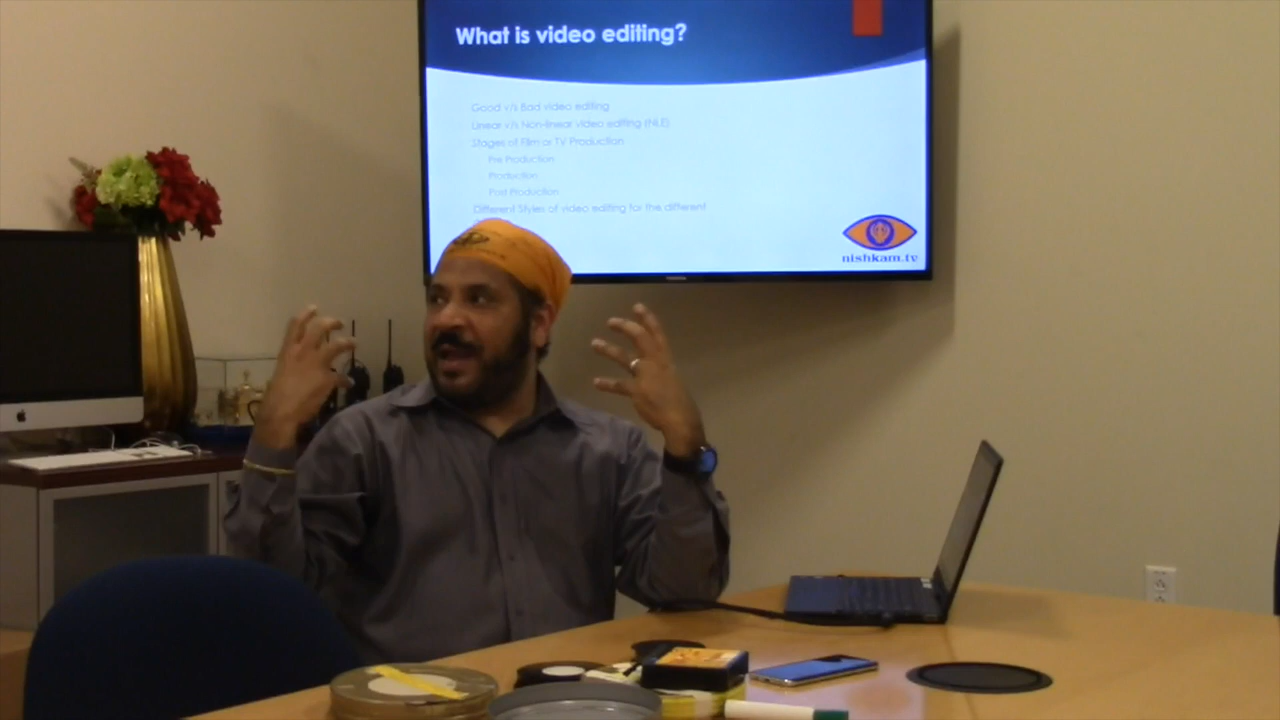 What is video editing?
Good v/s Bad video editing
Linear v/s Non-linear video editing (NLE)
Stages of Film or TV Production
Pre Production
Production
Post Production
Different Styles of video editing for the different
nishkam.tv